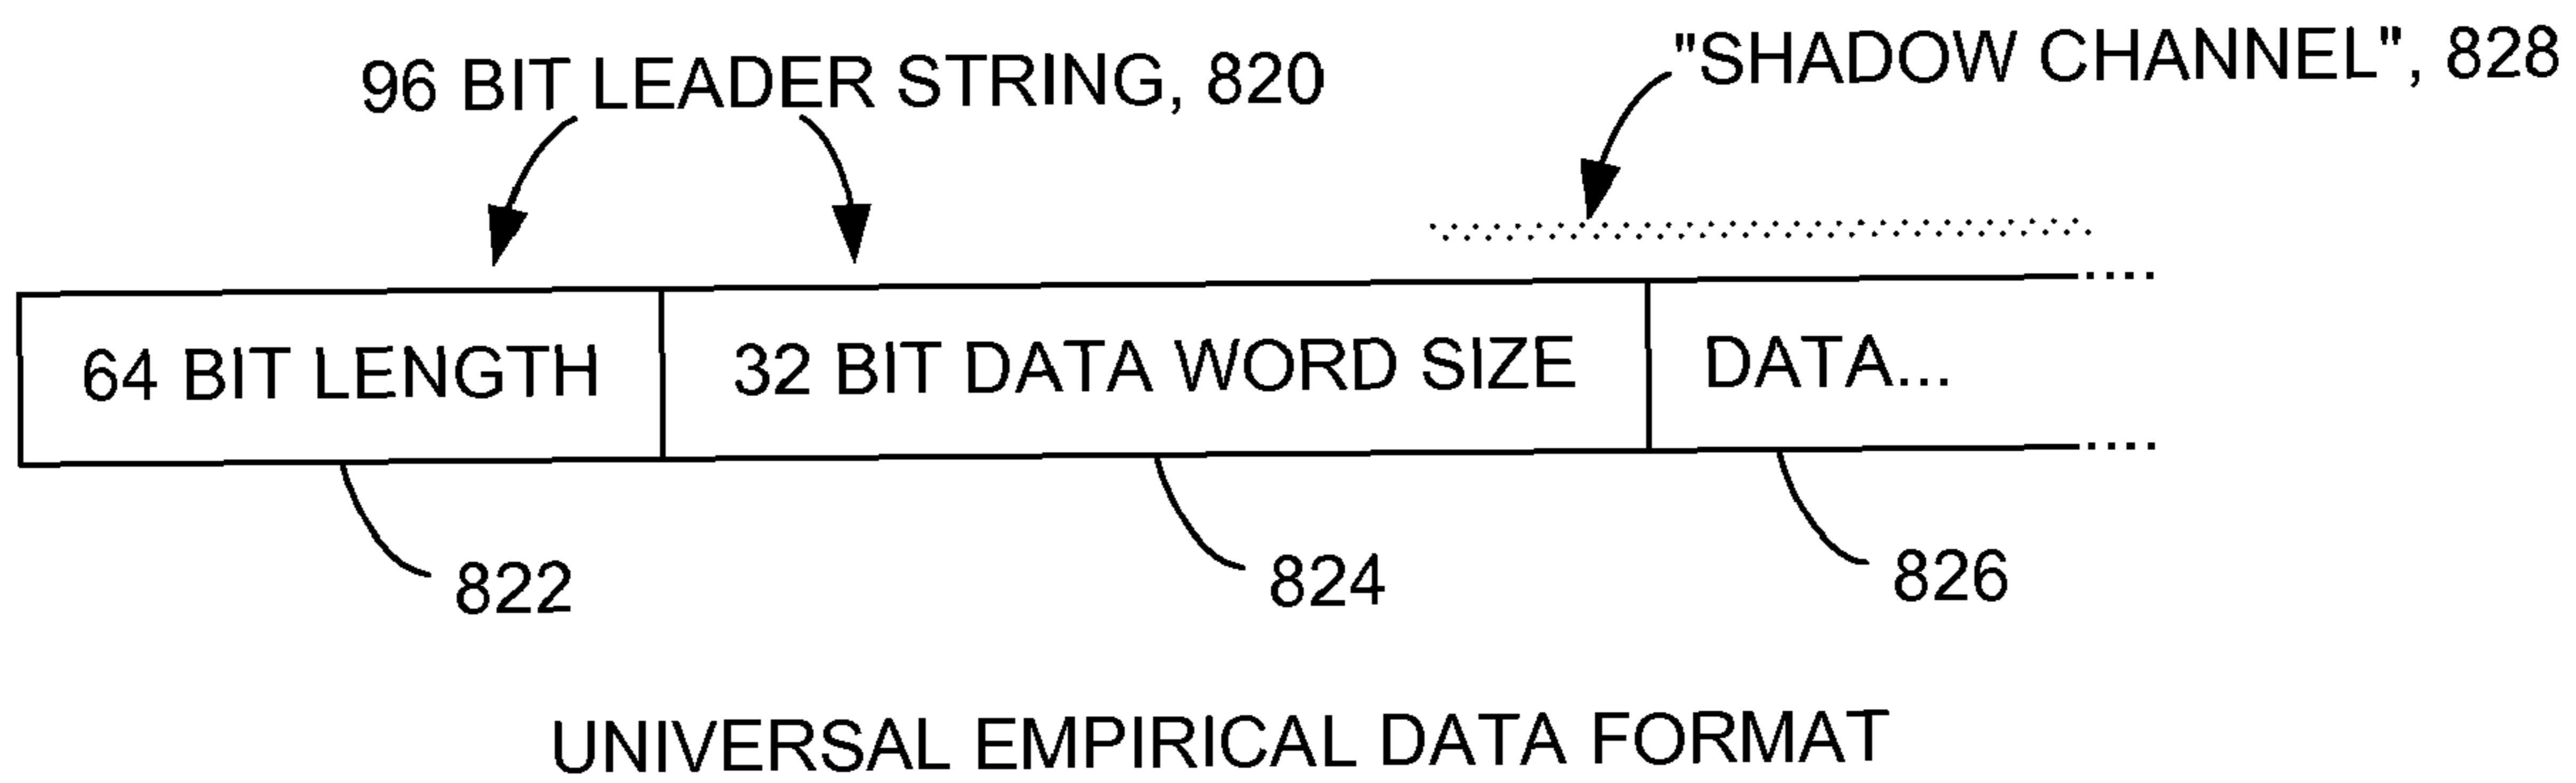 96 BIT LEADER STRING, 820
"SHADOW CHANNEL", 828
64 BIT LENGTH
32 BIT DATA WORD SIZE
DATA...
822
824
826
UNIVERSAL EMPIRICAL DATA FORMAT